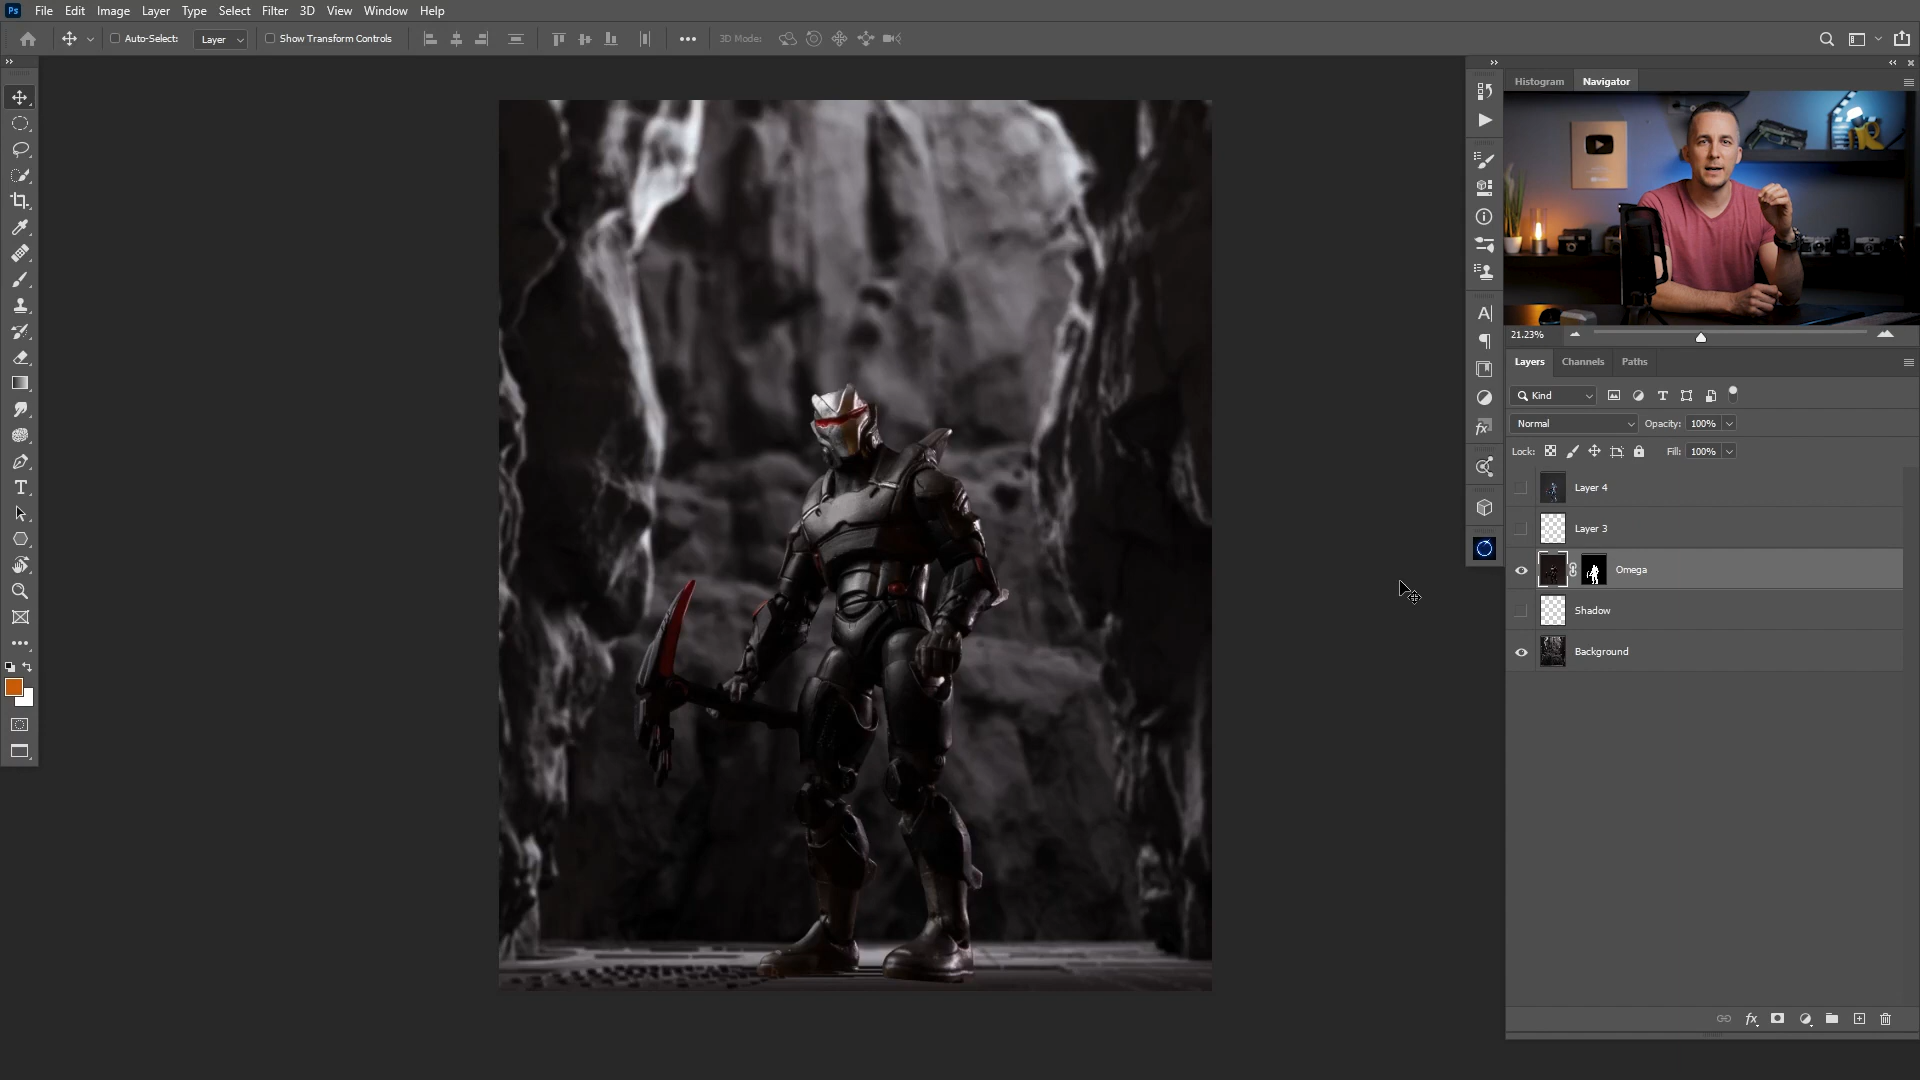 Ps File Edit Image Layer Type Select Filter 3D View Window Help
Auto-Select: Layer Show Transform Controls 3D Mode:
Histogram Navigator
21.23%
Layers Channels Paths
Kind
Normal Opacity: 100%
Lock: Fill: 100%
Layer 4
Layer 3
Omega
Shadow
Background